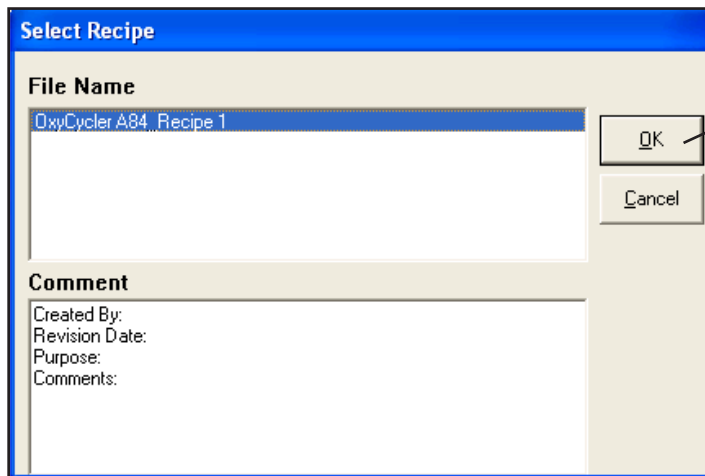 Select Recipe
File Name
OxyCycler A84_Recipe 1
OK
Cancel
Comment
Created By:
Revision Date:
Purpose:
Comments: